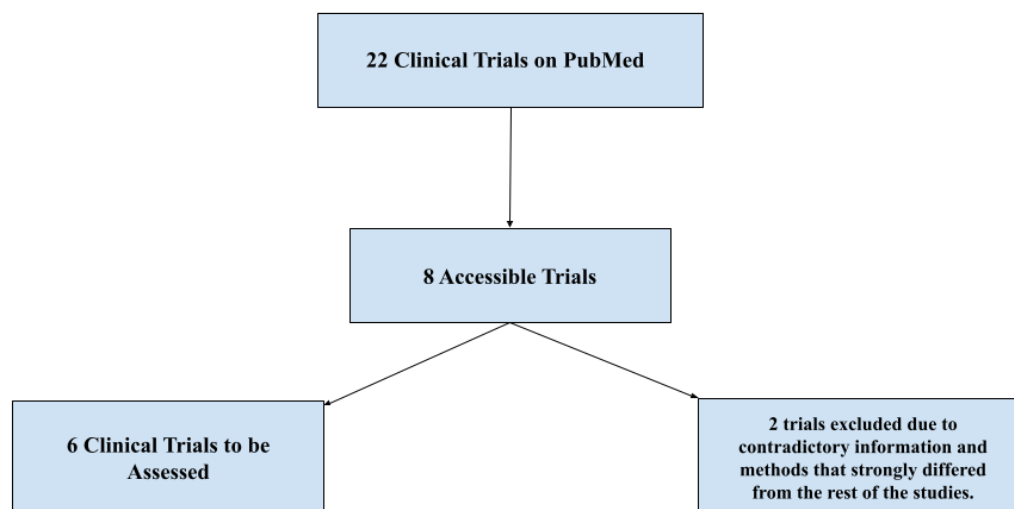 22 Clinical Trials on PubMed
8 Accessible Trials
6 Clinical Trials to be
Assessed
2 trials excluded due to
contradictory information and
methods that strongly differed
from the rest of the studies.